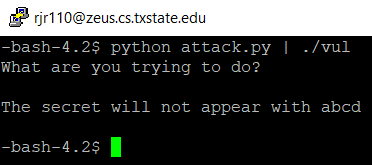 rjr110@zeus.cs.txstate.edu
-bash-4.2$ python attack.py | ./vul
What are you trying to do?
The secret will not appear with abcd
-bash-4.2$